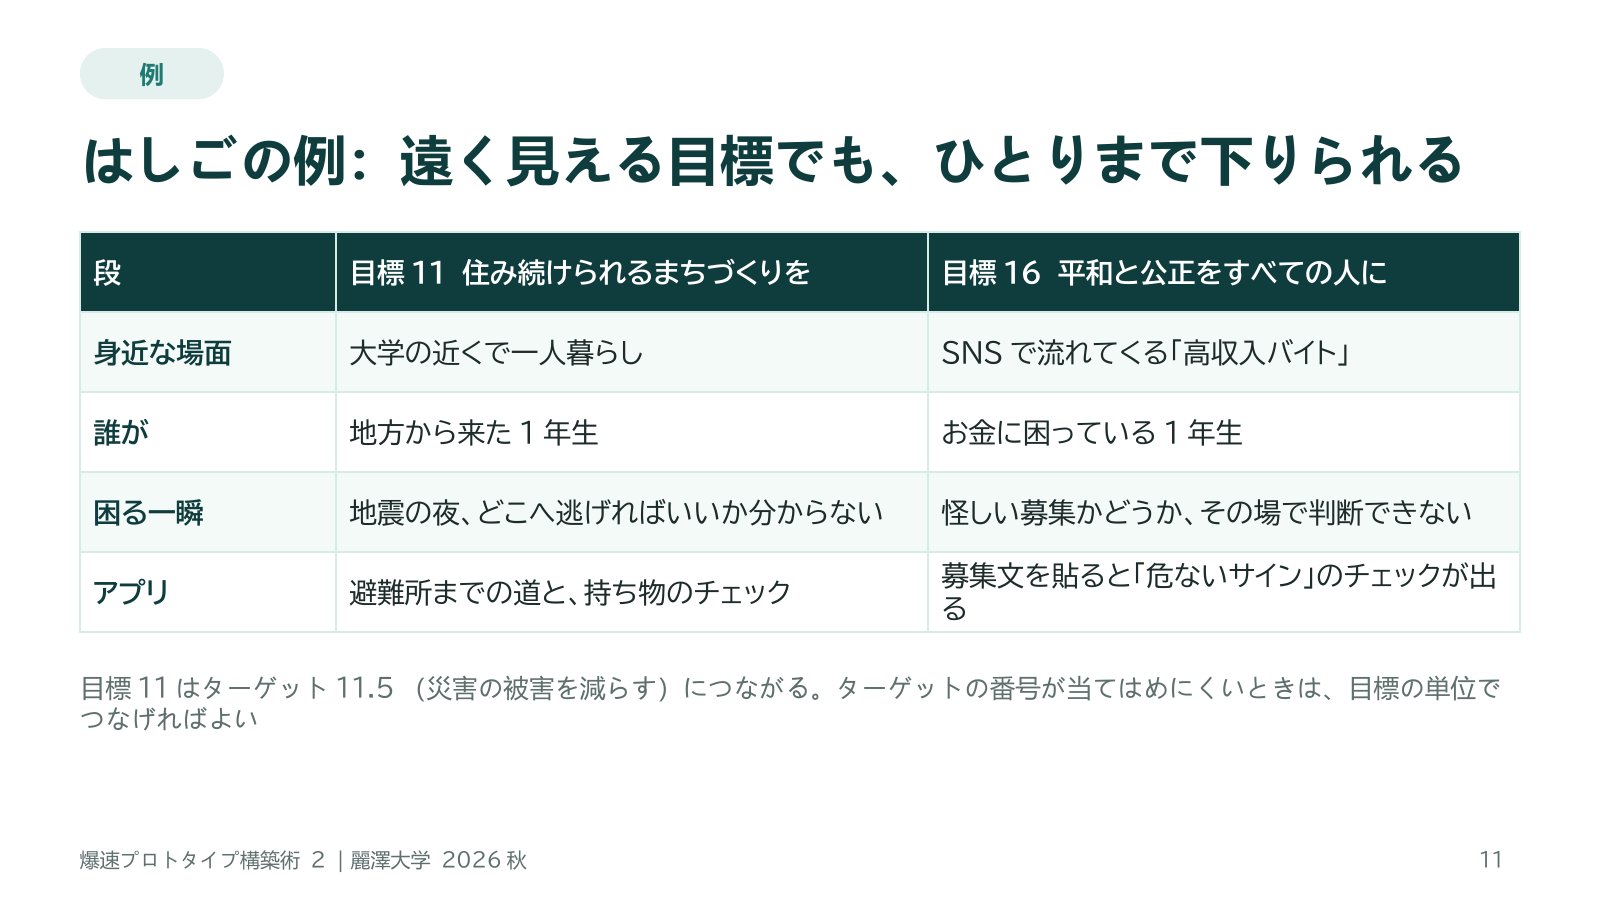 例
はしごの例：遠く見える目標でも、ひとりまで下りられる
段
目標 11 住み続けられるまちづくりを
目標 16 平和と公正をすべての人に
身近な場面
大学の近くで一人暮らし
SNS で流れてくる「高収入バイト」
誰が
地方から来た 1 年生
お金に困っている 1 年生
困る一瞬
地震の夜、どこへ逃げればいいか分からない
怪しい募集かどうか、その場で判断できない
アプリ
避難所までの道と、持ち物のチェック
募集文を貼ると「危ないサイン」のチェックが出
る
目標 11 はターゲット 11.5（災害の被害を減らす）につながる。ターゲットの番号が当てはめにくいときは、目標の単位で
つなげればよい
爆速プロトタイプ構築術 2 | 麗澤大学 2026 秋
11